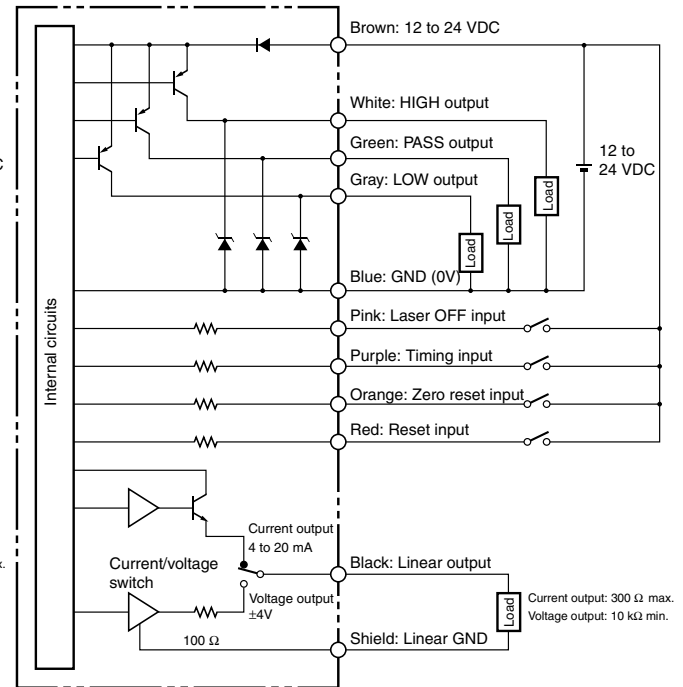 Brown: 12 to 24 VDC
White: HIGH output
Green: PASS output
Gray: LOW output
Load
Load
Load
12 to
24 VDC
C
Blue: GND (0V)
Pink: Laser OFF input
Purple: Timing input
Orange: Zero reset input
Red: Reset input
Internal circuits
Current output
4 to 20 mA
x.
Current/voltage
switch
Black: Linear output
Voltage output
±4V
Load
Current output: 300 Ω max.
Voltage output: 10 kΩ min.
100 Ω
Shield: Linear GND